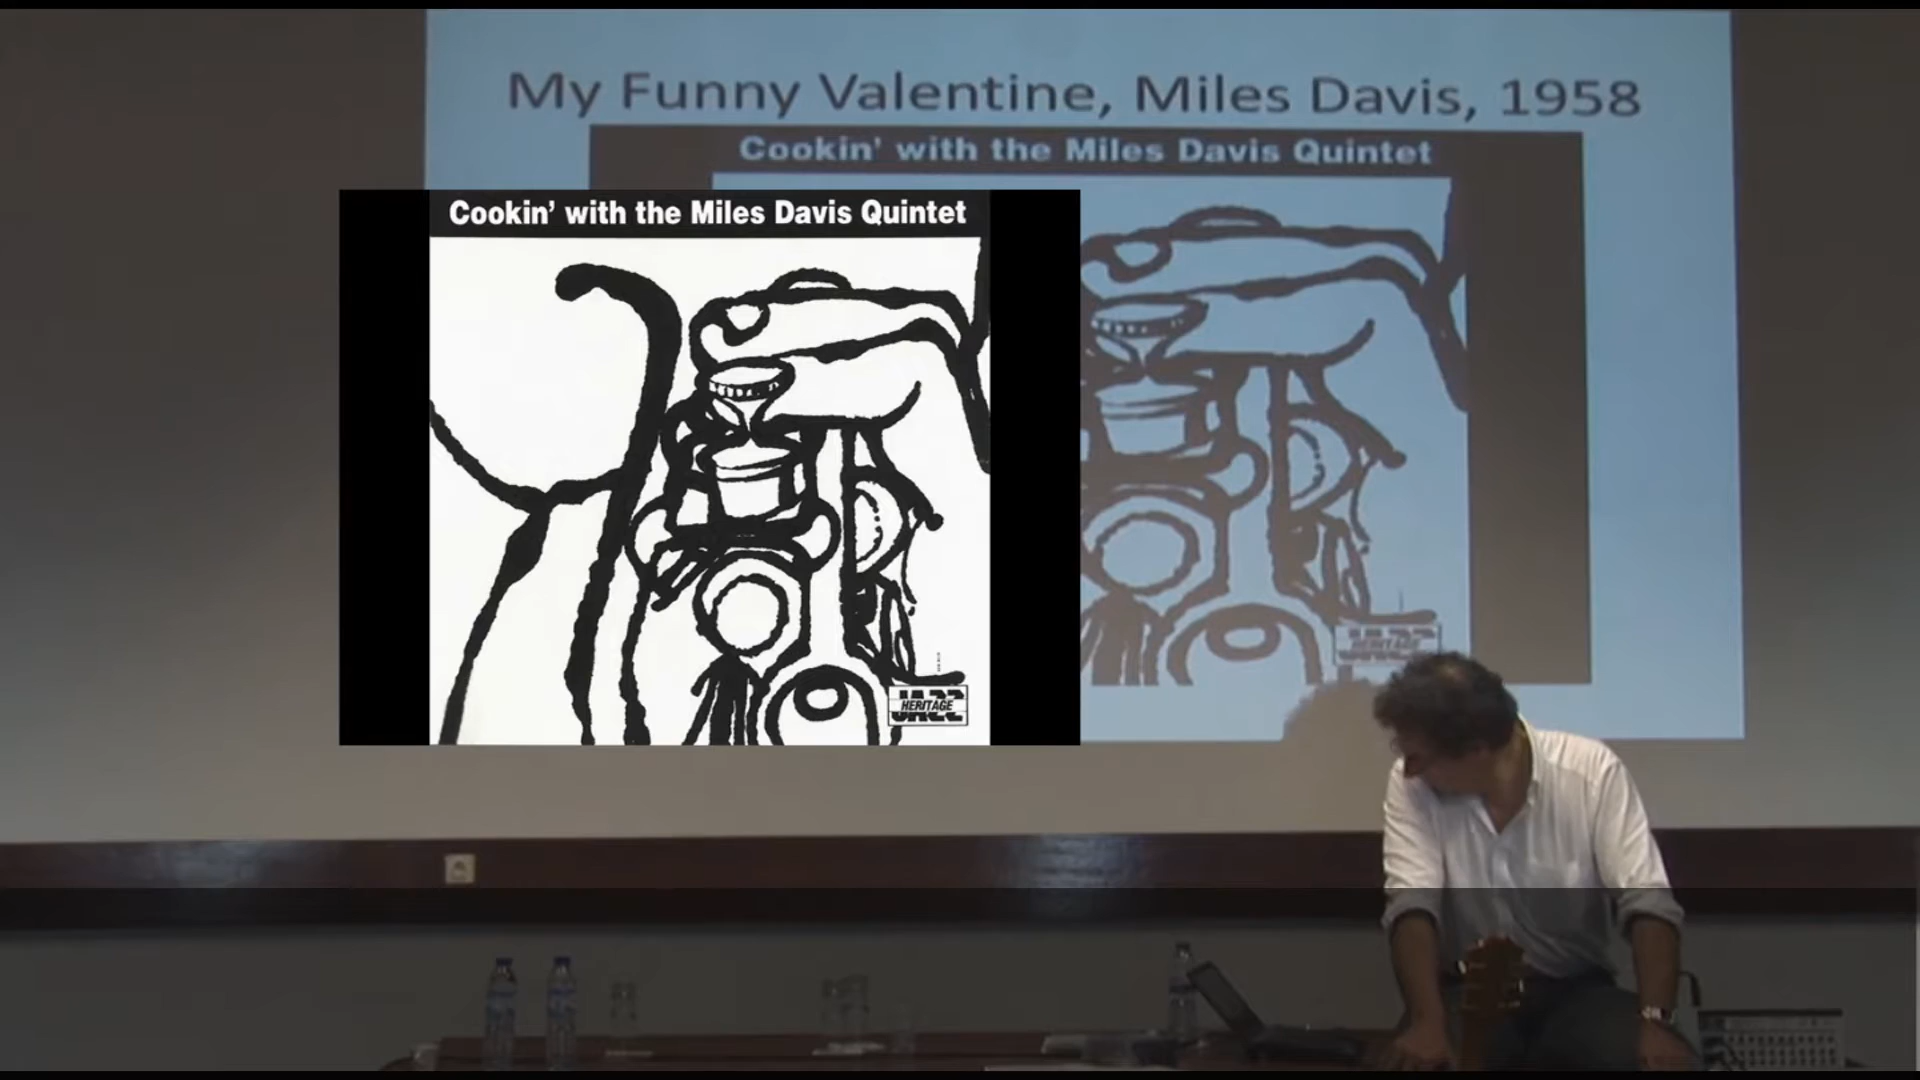 My Funny Valentine, Miles Davis, 1958
Cookin' with the Miles Davis Quintet
Cookin’ with the Miles Davis Quintet
HERITAGE
JAZZ
HERITAGE